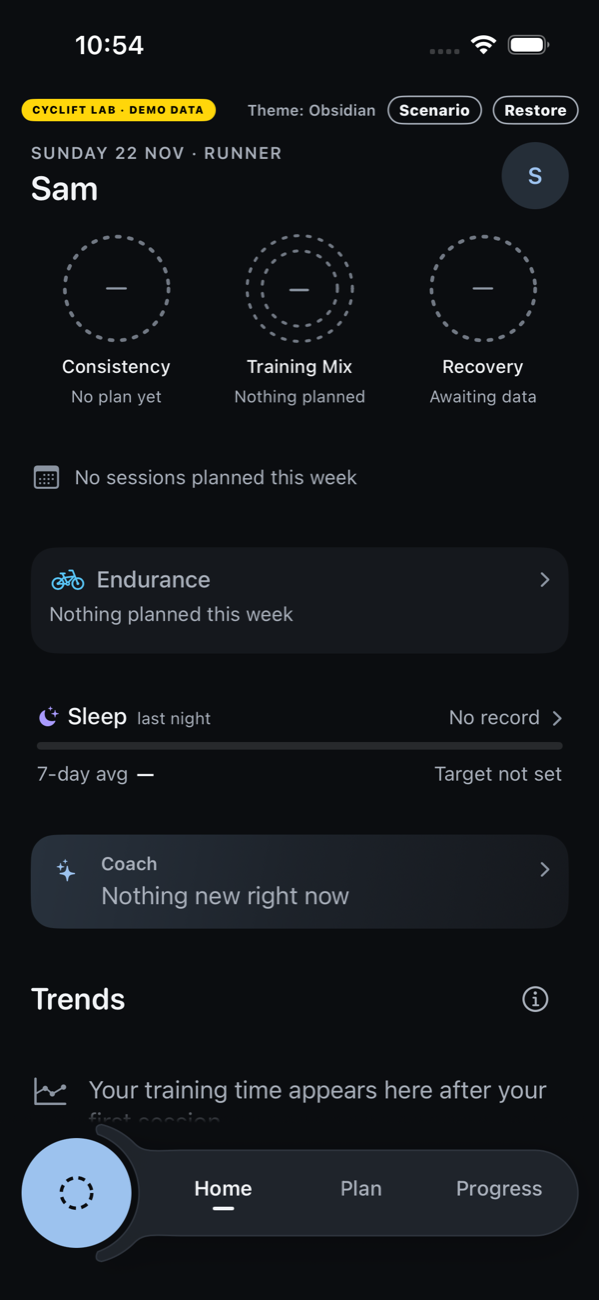 10:54
CYCLIFT LAB · DEMO DATA
Theme: Obsidian
Scenario
Restore
SUNDAY 22 NOV · RUNNER
Sam
S
Consistency
No plan yet
Training Mix
Nothing planned
Recovery
Awaiting data
No sessions planned this week
Endurance
Nothing planned this week
Sleep last night
No record
7-day avg —
Target not set
Coach
Nothing new right now
Trends
Your training time appears here after your
first session
Home
Plan
Progress